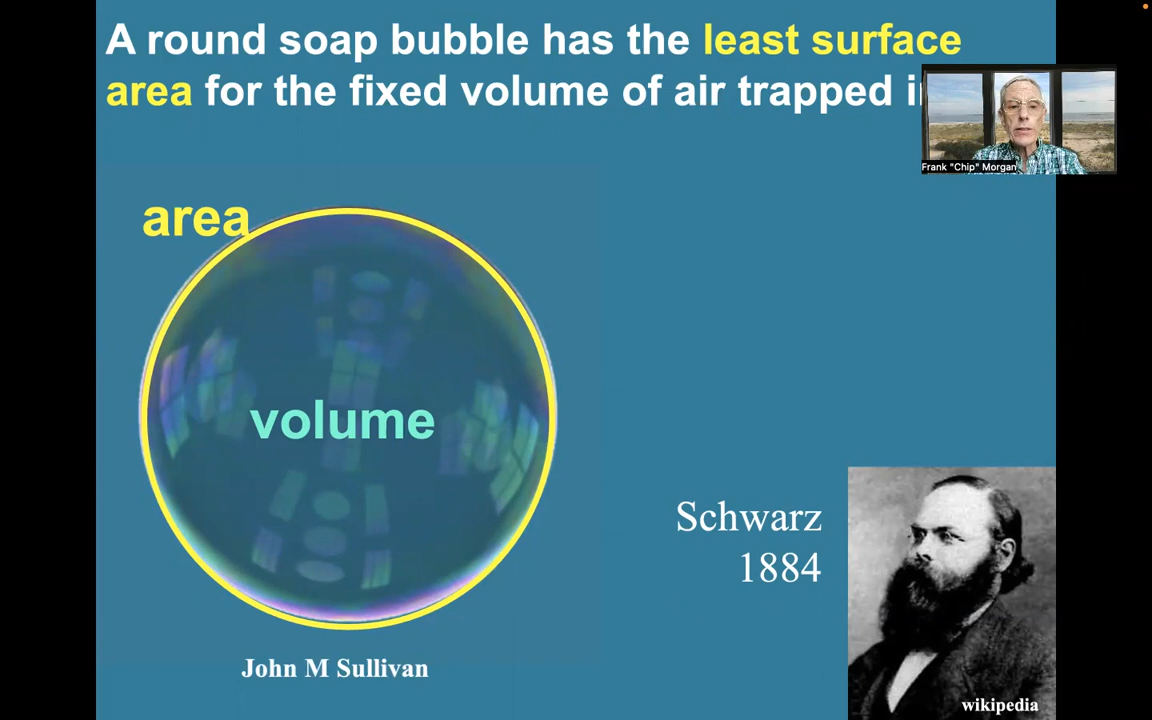 A round soap bubble has the least surface
area for the fixed volume of air trapped
Frank "Chip" Morgan
area
volume
Schwarz
1884
John M Sullivan
wikipedia